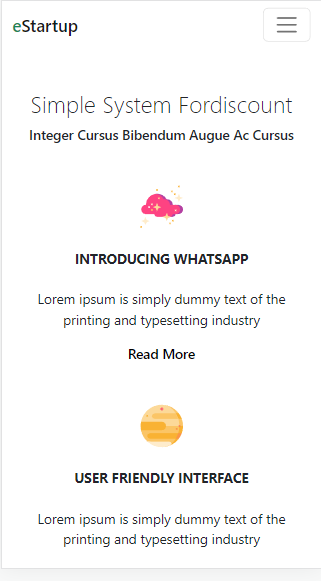 eStartup
Simple System Fordiscount
Integer Cursus Bibendum Augue Ac Cursus
INTRODUCING WHATSAPP
Lorem ipsum is simply dummy text of the
printing and typesetting industry
Read More
USER FRIENDLY INTERFACE
Lorem ipsum is simply dummy text of the
printing and typesetting industry